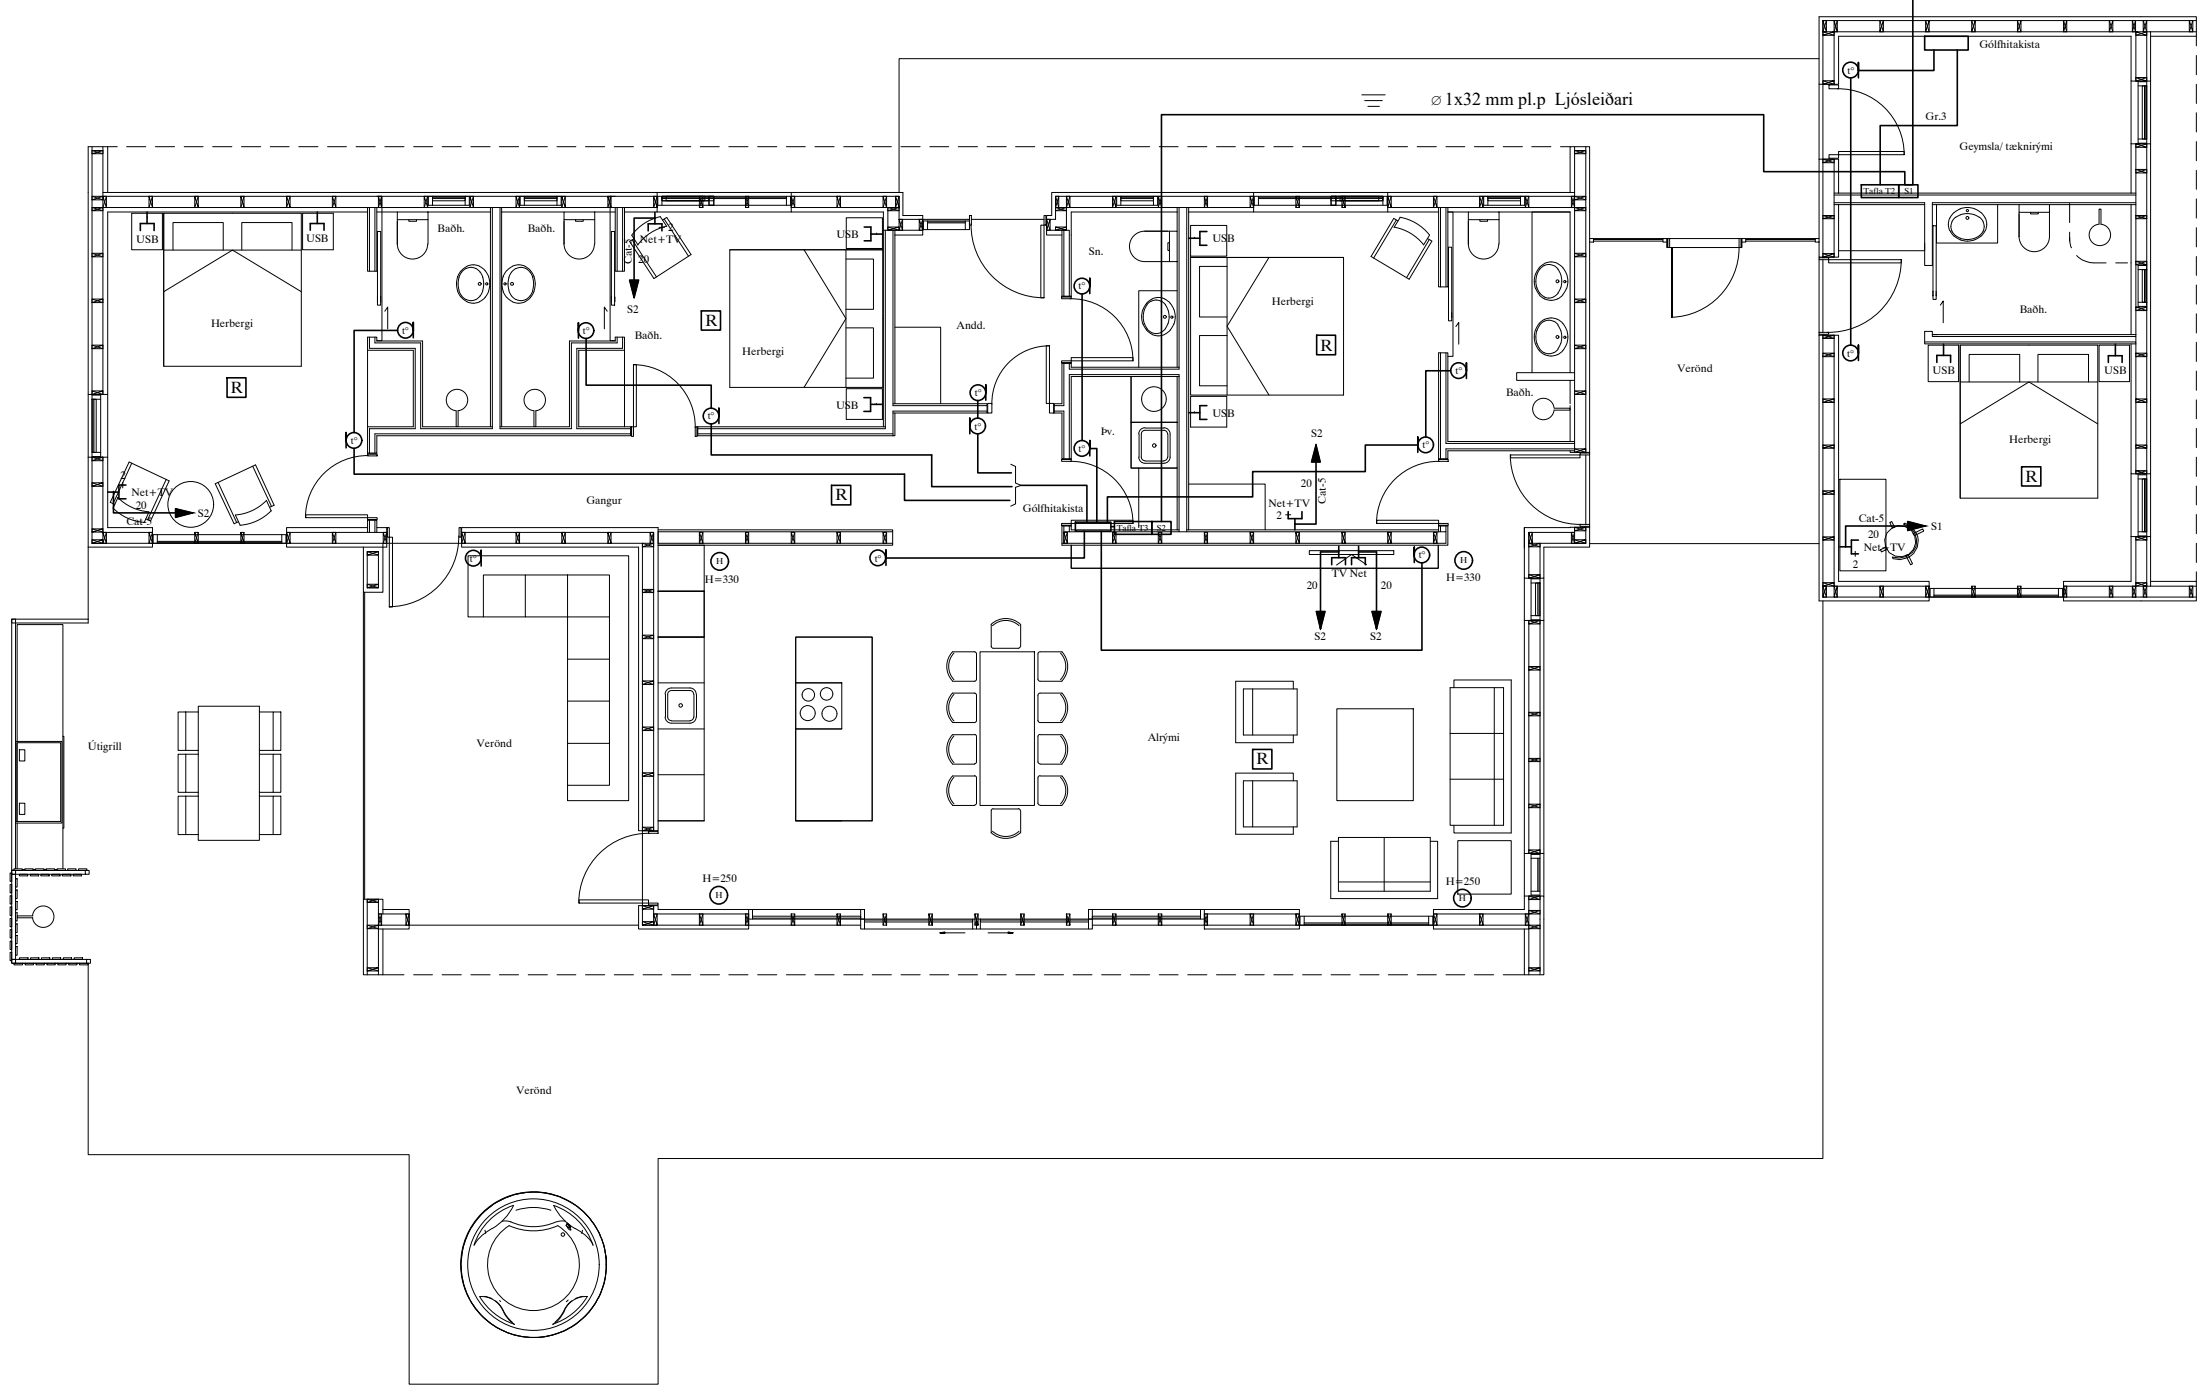 Gólfhitakista
t°
∅ 1x32 mm pl.p Ljósleiðari
Gr.3
Geymsla/ tæknirými
Tafla T2 S1
USB
USB
Baðh.
Baðh.
Net+TV
2
Cat-5
20
S2
USB
Sn.
USB
Baðh.
Herbergi
t°
t°
Baðh.
R
Herbergi
Andd.
t°
Herbergi
R
Verönd
t°
USB
USB
R
USB
t°
t°
t°
USB
t°
Baðh.
Herbergi
R
t°
Þv.
t°
S2
t°
2
Net+TV
20
Cat-5
S2
Gangur
R
Gólfhitakista
Tafla T3 S2
20
Cat-5
Net+TV
2
Cat-5
20
S1
Net+TV
2
t°
t°
H
H=330
TV Net
20
20
S2
S2
t°
H
H=330
Útigrill
Verönd
Alrými
R
H=250
H
H=250
H
Verönd